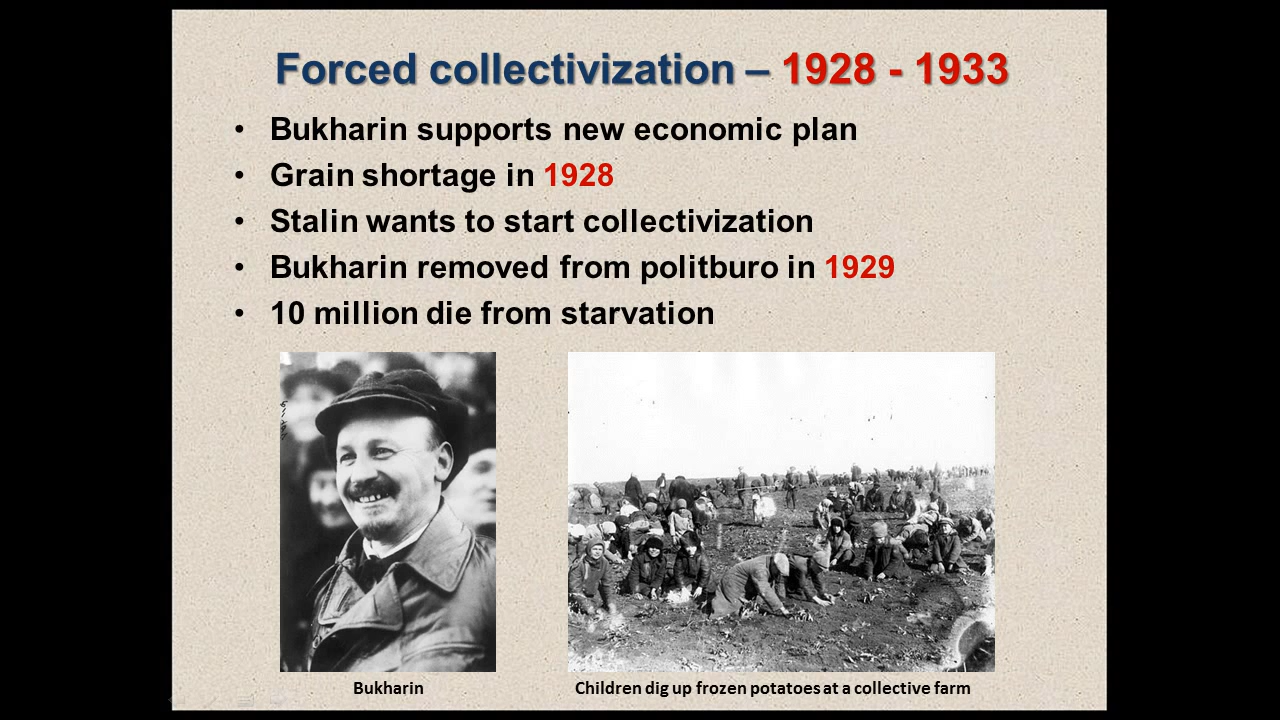 Forced collectivization – 1928 - 1933
• Bukharin supports new economic plan
• Grain shortage in 1928
• Stalin wants to start collectivization
• Bukharin removed from politburo in 1929
• 10 million die from starvation
Bukharin
Children dig up frozen potatoes at a collective farm